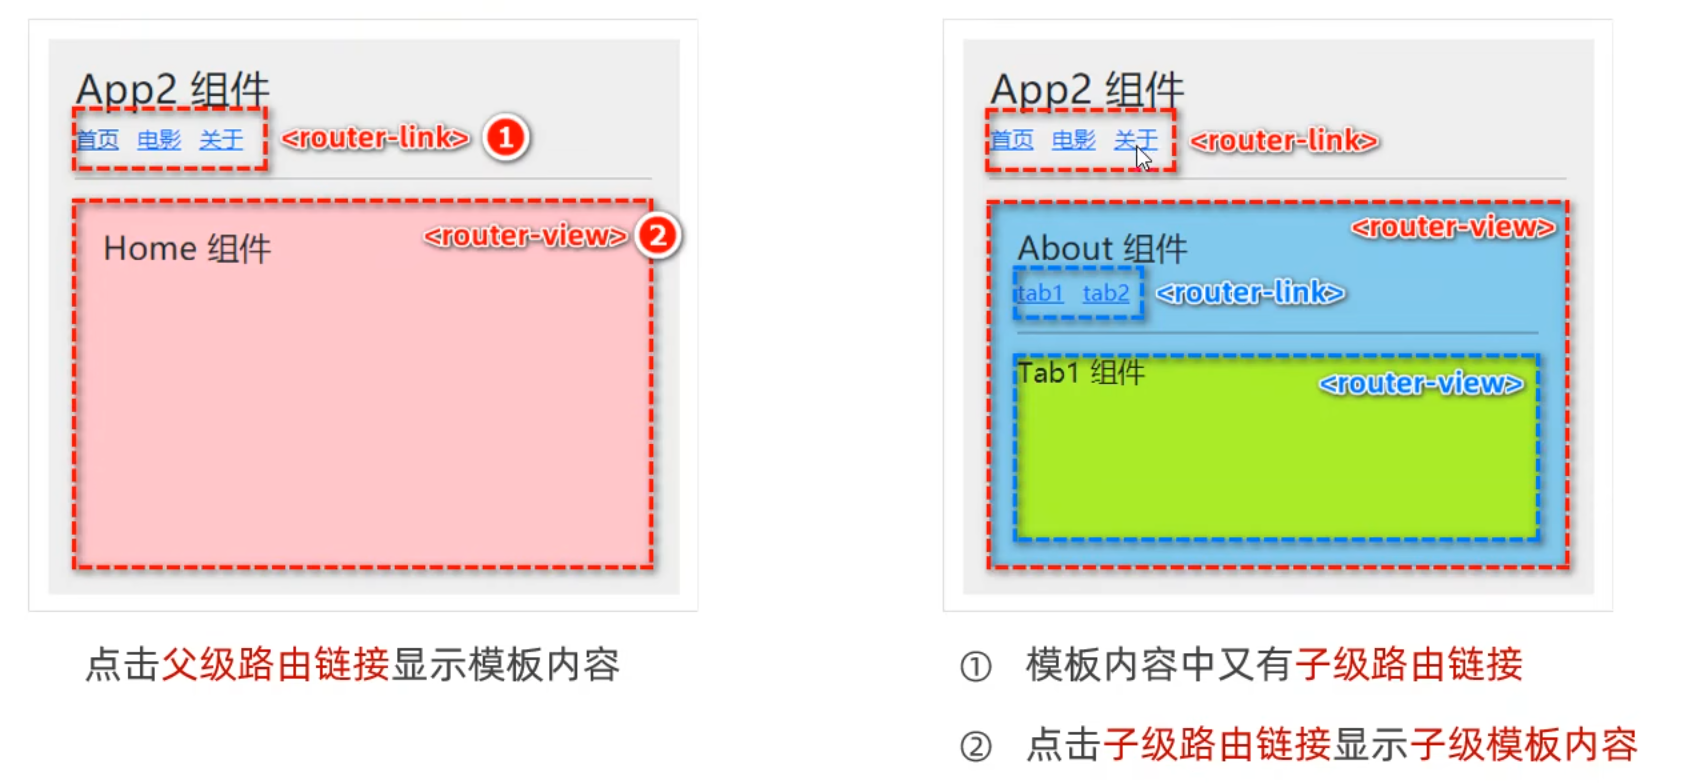 App2 组件
首页 电影 关于 <router-link> 1
Home 组件 <router-view> 2
点击父级路由链接显示模板内容
App2 组件
首页 电影 关于 <router-link>
<router-view>
About 组件
tab1 tab2 <router-link>
Tab1 组件 <router-view>
① 模板内容中又有子级路由链接
② 点击子级路由链接显示子级模板内容